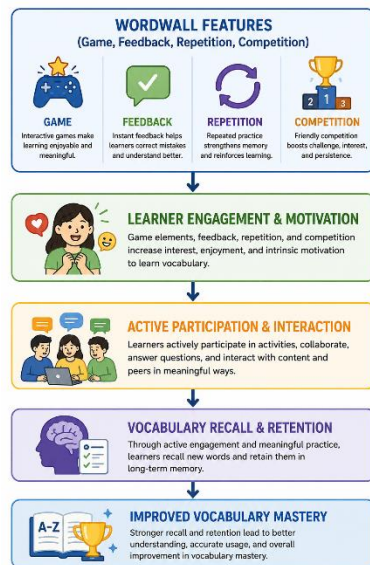 WORDWALL FEATURES
(Game, Feedback, Repetition, Competition)
GAME
Interactive games make
learning enjoyable and
meaningful.
FEEDBACK
Instant feedback helps
learners correct mistakes
and understand better.
REPETITION
Repeated practice
strengthens memory
and reinforces learning.
2 1 3
COMPETITION
Friendly competition
boosts challenge, interest,
and persistence.
LEARNER ENGAGEMENT & MOTIVATION
Game elements, feedback, repetition, and competition
increase interest, enjoyment, and intrinsic motivation
to learn vocabulary.
ACTIVE PARTICIPATION & INTERACTION
Learners actively participate in activities, collaborate,
answer questions, and interact with content and
peers in meaningful ways.
VOCABULARY RECALL & RETENTION
Through active engagement and meaningful practice,
learners recall new words and retain them in
long-term memory.
A-Z
IMPROVED VOCABULARY MASTERY
Stronger recall and retention lead to better
understanding, accurate usage, and overall
improvement in vocabulary mastery.